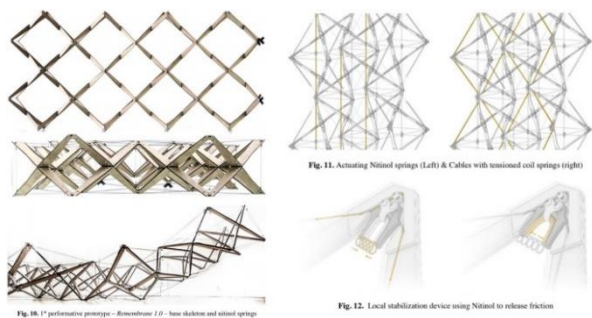 Fig. 11. Actuating Nitinol springs (Left) & Cables with tensioned coil springs (right)
Fig. 12. Local stabilization device using Nitinol to release friction
Fig. 10. 1st performative prototype – Remembrane 1.0 – base skeleton and nitinol springs